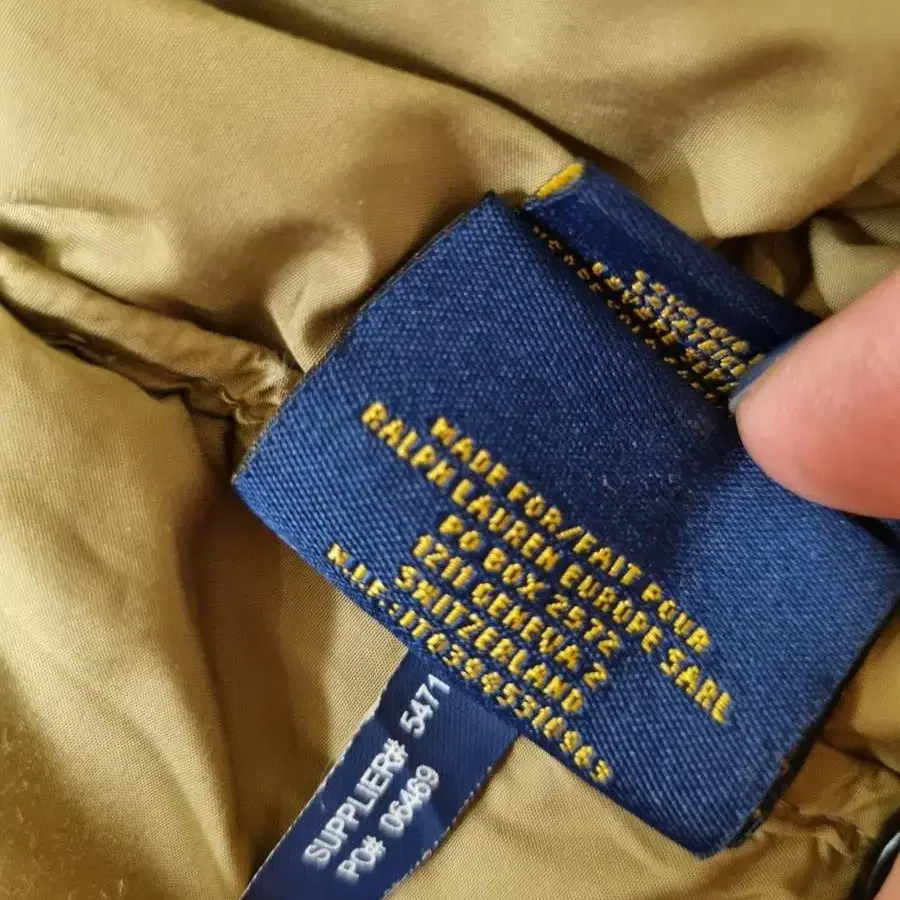 MADE FOR/FAIT POUR
RALPH LAUREN EUROPE SARL
PO BOX 2572
1211 GENEVA 2
SWITZERLAND
N.I.F.: IT03945310965
SUPPLIER# 5471
PO# 06469